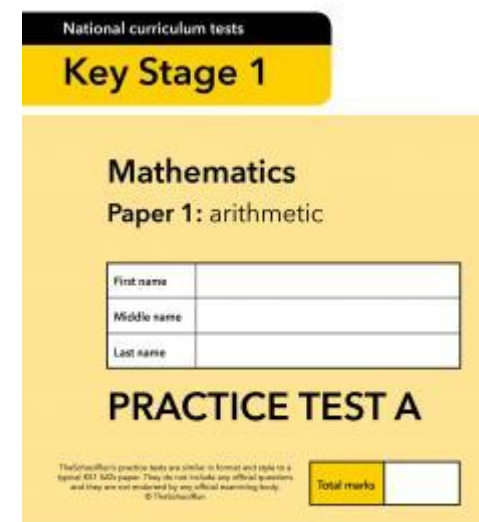 National curriculum tests
Key Stage 1
Mathematics
Paper 1: arithmetic
First name
Middle name
Last name
PRACTICE TEST A
TheSchoolRun's practice tests are similar in format and style to a
typical KS1 SATs paper. They do not include any official questions
and they are not endorsed by any official examining body.
© TheSchoolRun
Total marks